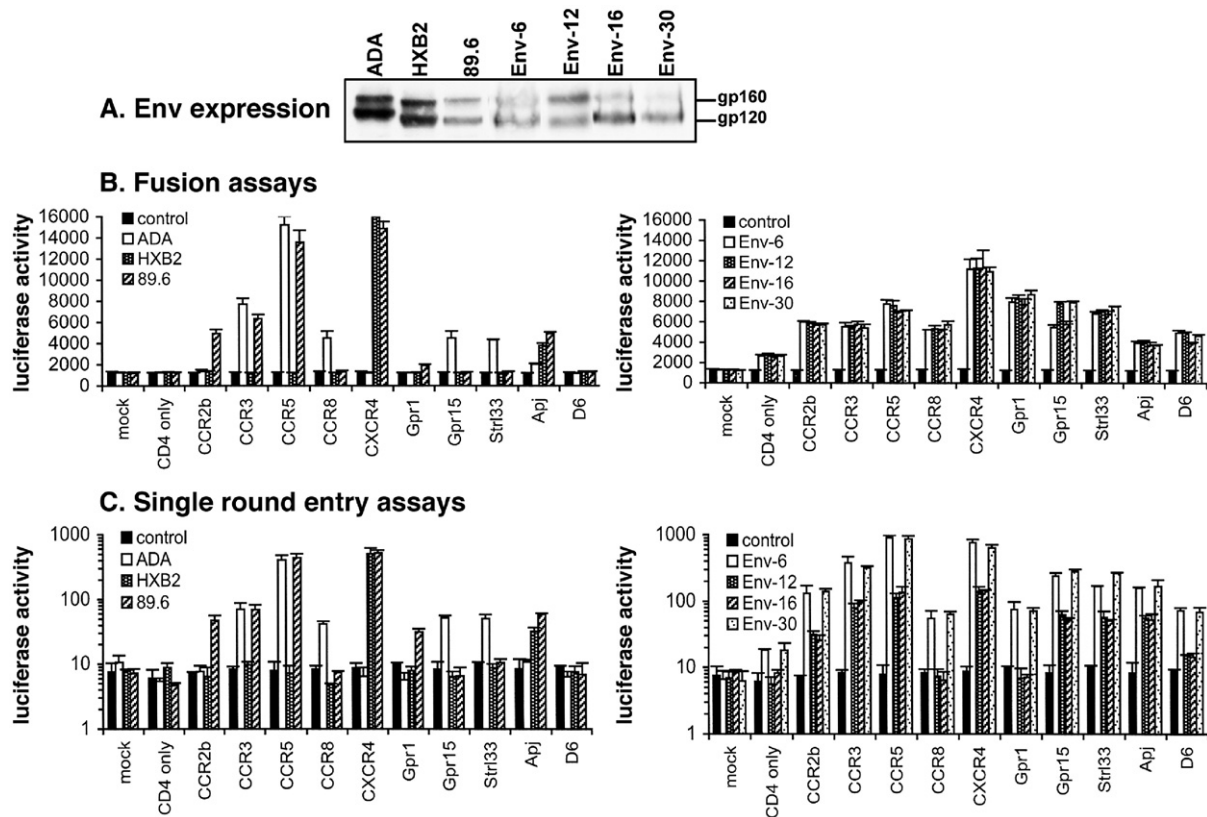 ADA HXB2 89.6 Env-6 Env-12 Env-16 Env-30
A. Env expression
gp160
gp120
B. Fusion assays
luciferase activity
16000
14000
12000
10000
8000
6000
4000
2000
0
control
ADA
HXB2
89.6
mock CD4 only CCR2b CCR3 CCR5 CCR8 CXCR4 Gpr1 Gpr15 Strl33 Apj D6
luciferase activity
16000
14000
12000
10000
8000
6000
4000
2000
0
control
Env-6
Env-12
Env-16
Env-30
mock CD4 only CCR2b CCR3 CCR5 CCR8 CXCR4 Gpr1 Gpr15 Strl33 Apj D6
C. Single round entry assays
luciferase activity
1000
100
10
1
control
ADA
HXB2
89.6
mock CD4 only CCR2b CCR3 CCR5 CCR8 CXCR4 Gpr1 Gpr15 Strl33 Apj D6
luciferase activity
1000
100
10
1
control
Env-6
Env-12
Env-16
Env-30
mock CD4 only CCR2b CCR3 CCR5 CCR8 CXCR4 Gpr1 Gpr15 Strl33 Apj D6